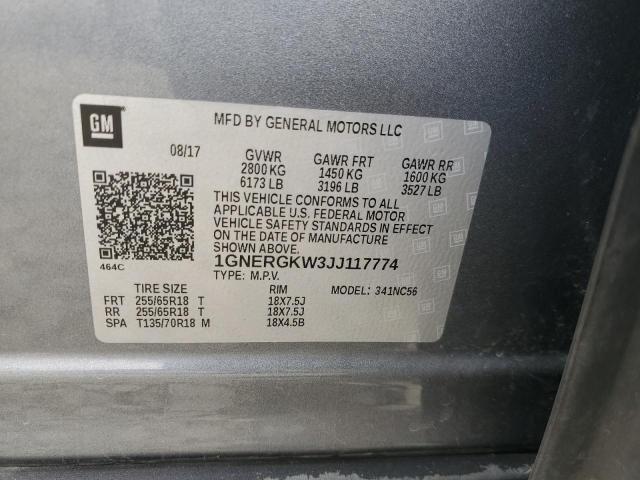 GM
MFD BY GENERAL MOTORS LLC
08/17 GVWR GAWR FRT GAWR RR
2800 KG 1450 KG 1600 KG
6173 LB 3196 LB 3527 LB
THIS VEHICLE CONFORMS TO ALL
APPLICABLE U.S. FEDERAL MOTOR
VEHICLE SAFETY STANDARDS IN EFFECT
ON THE DATE OF MANUFACTURE
SHOWN ABOVE.
464C
1GNERGKW3JJ117774
TYPE: M.P.V. MODEL: 341NC56
TIRE SIZE RIM
FRT 255/65R18 T 18X7.5J
RR 255/65R18 T 18X7.5J
SPA T135/70R18 M 18X4.5B